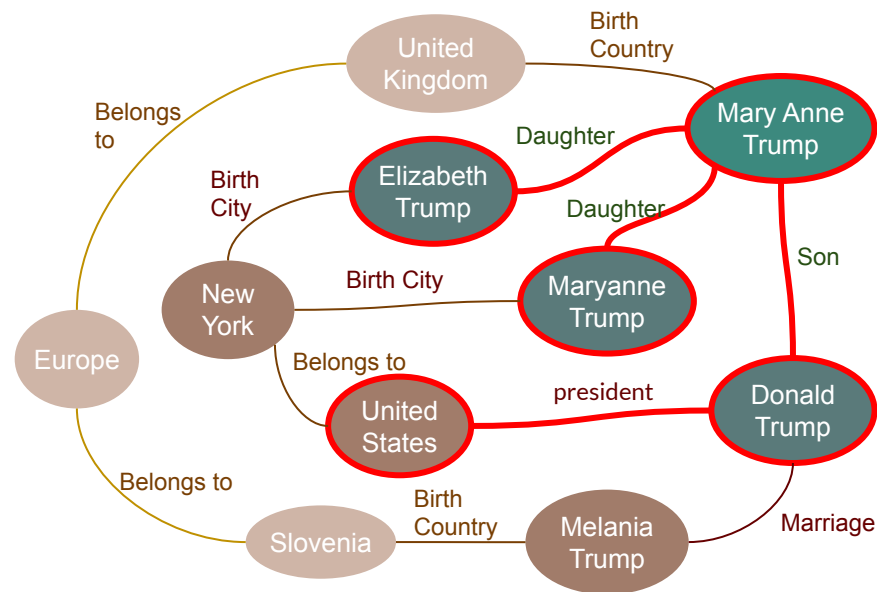 United
Kingdom
Birth
Country
Mary Anne
Trump
Belongs
to
Daughter
Elizabeth
Trump
Birth
City
Daughter
Son
New
York
Birth City
Maryanne
Trump
Europe
Belongs to
president
Donald
Trump
United
States
Belongs to
Birth
Country
Slovenia
Melania
Trump
Marriage